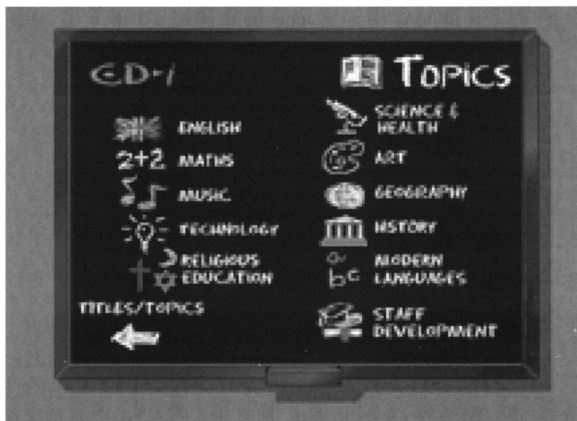 CD-i
TOPICS
ENGLISH
2+2 MATHS
MUSIC
TECHNOLOGY
RELIGIOUS
EDUCATION
TITLES/TOPICS
SCIENCE &
HEALTH
ART
GEOGRAPHY
HISTORY
a
bc
MODERN
LANGUAGES
STAFF
DEVELOPMENT